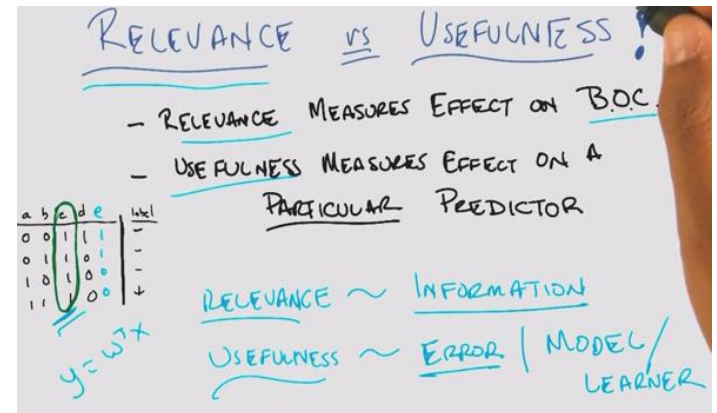 RELEVANCE vs USEFULNESS!
- RELEVANCE MEASURES EFFECT ON B.O.C.
- USEFULNESS MEASURES EFFECT ON A
PARTICULAR PREDICTOR
a b c d e label
0 0 1 1 1 -
0 1 1 0 1 -
1 0 1 0 0 -
1 1 1 0 0 +
y = wᵀx
RELEVANCE ~ INFORMATION
USEFULNESS ~ ERROR | MODEL/
LEARNER